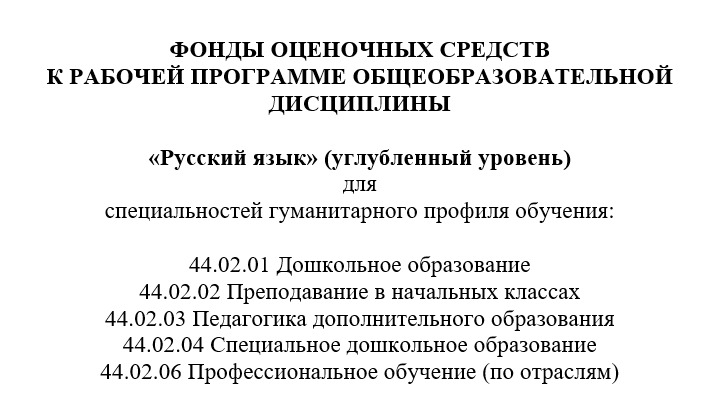 ФОНДЫ ОЦЕНОЧНЫХ СРЕДСТВ
К РАБОЧЕЙ ПРОГРАММЕ ОБЩЕОБРАЗОВАТЕЛЬНОЙ
ДИСЦИПЛИНЫ
«Русский язык» (углубленный уровень)
для
специальностей гуманитарного профиля обучения:
44.02.01 Дошкольное образование
44.02.02 Преподавание в начальных классах
44.02.03 Педагогика дополнительного образования
44.02.04 Специальное дошкольное образование
44.02.06 Профессиональное обучение (по отраслям)